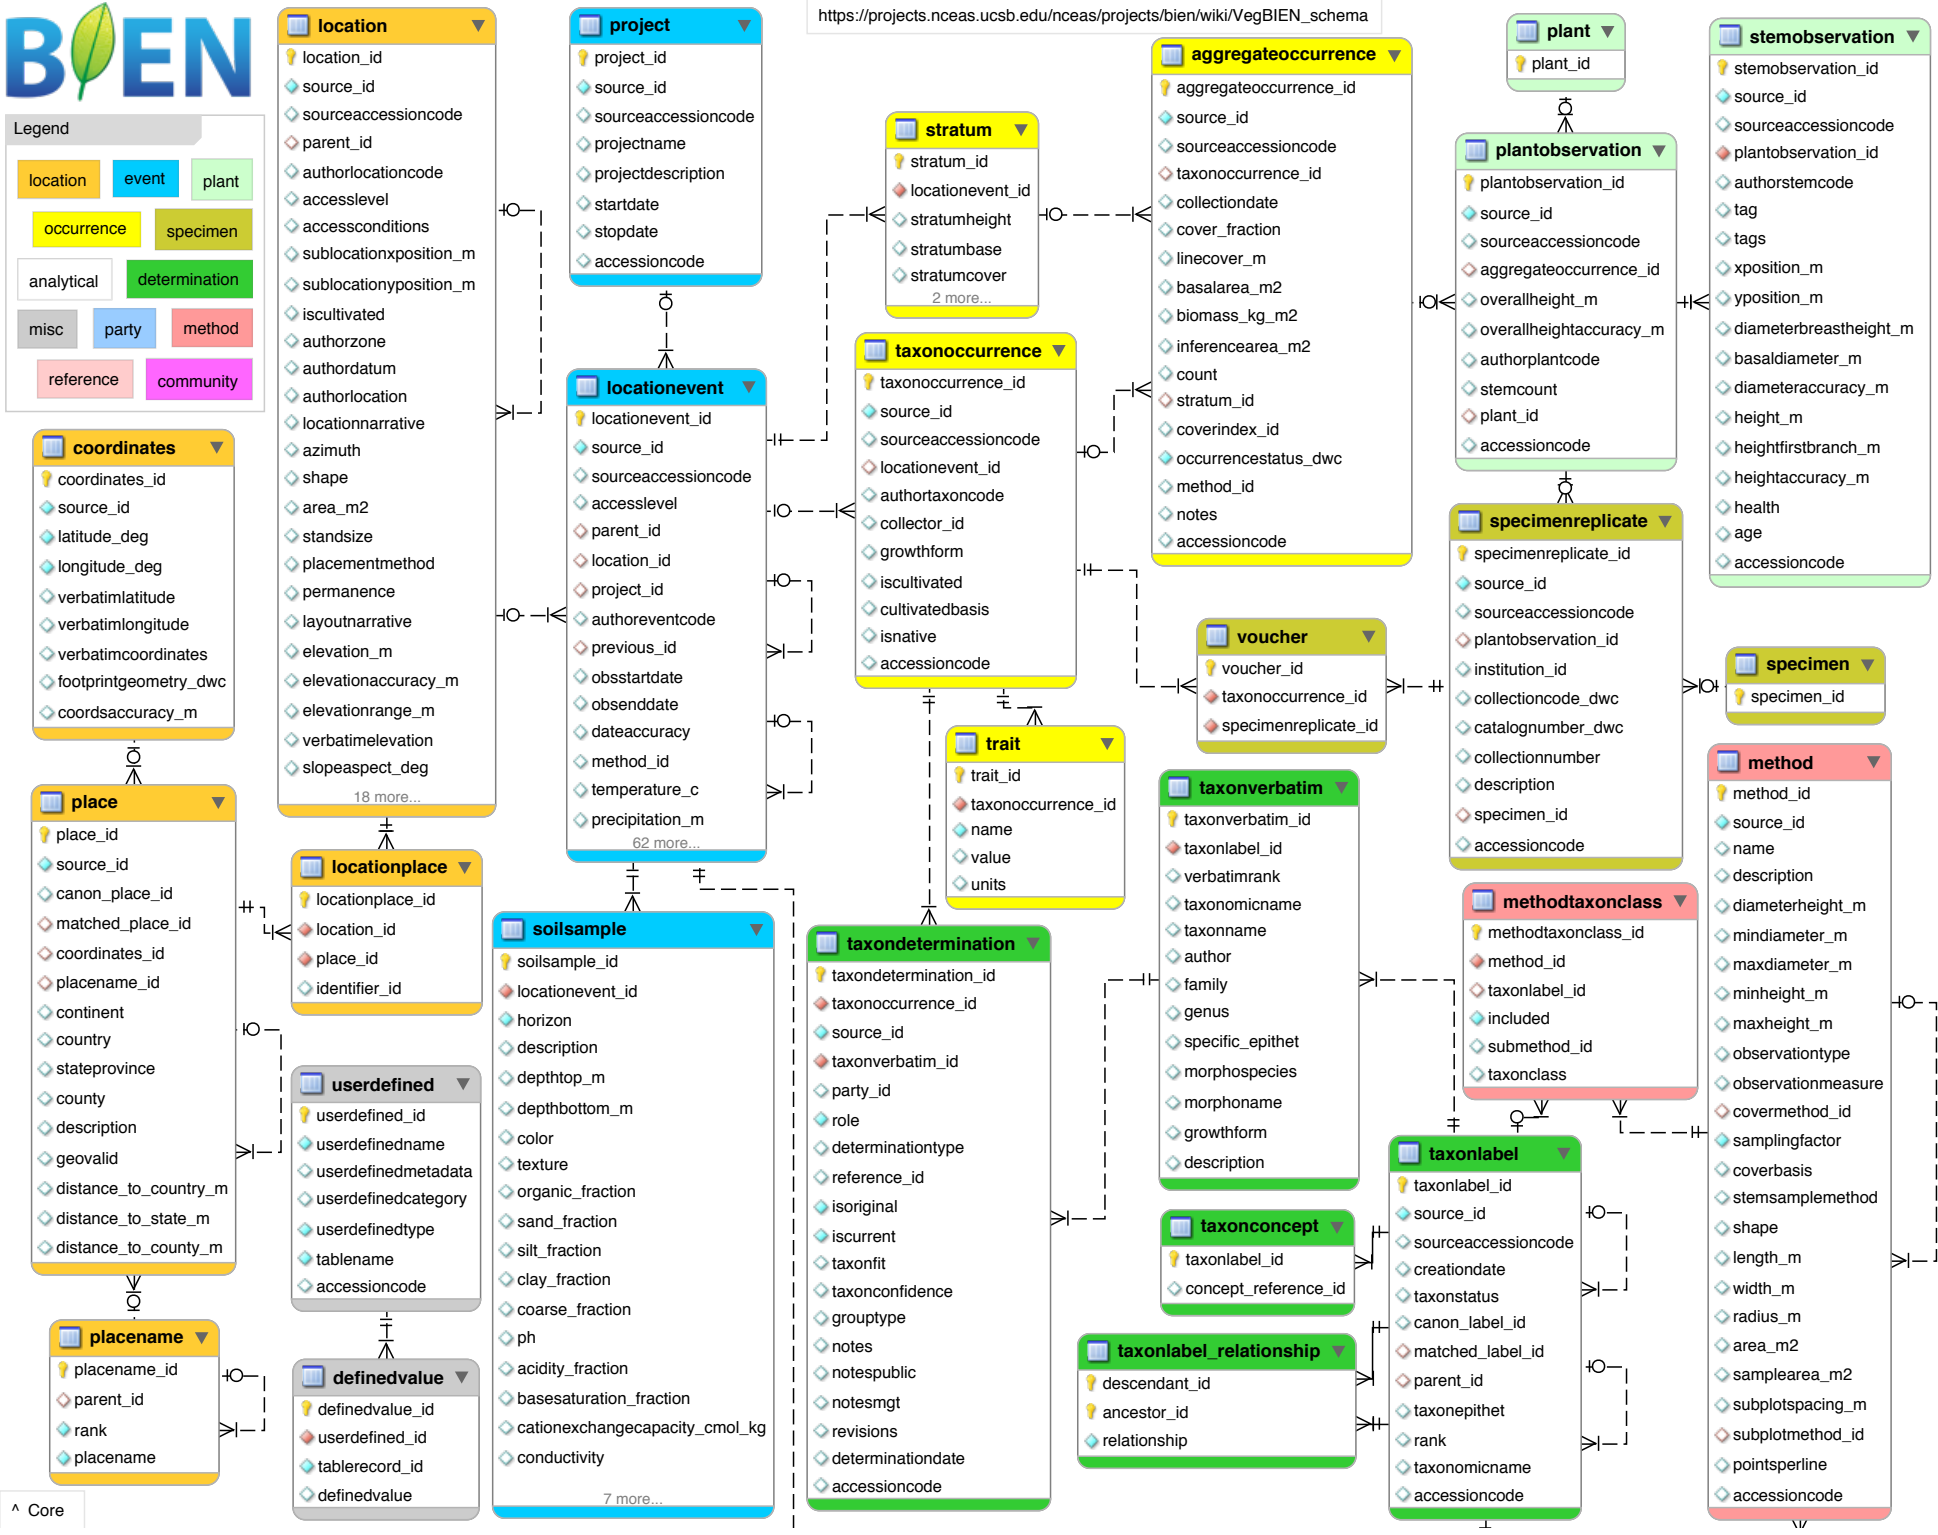 BIEN
Legend
location
event
plant
occurrence
specimen
analytical
determination
misc
party
method
reference
community
https://projects.nceas.ucsb.edu/nceas/projects/bien/wiki/VegBIEN_schema
location
location_id
source_id
sourceaccessioncode
parent_id
authorlocationcode
accesslevel
accessconditions
sublocationxposition_m
sublocationyposition_m
iscultivated
authorzone
authordatum
authorlocation
locationnarrative
azimuth
shape
area_m2
standsize
placementmethod
permanence
layoutnarrative
elevation_m
elevationaccuracy_m
elevationrange_m
verbatimelevation
slopeaspect_deg
18 more...
project
project_id
source_id
sourceaccessioncode
projectname
projectdescription
startdate
stopdate
accessioncode
stratum
stratum_id
locationevent_id
stratumheight
stratumbase
stratumcover
2 more...
aggregateoccurrence
aggregateoccurrence_id
source_id
sourceaccessioncode
taxonoccurrence_id
collectiondate
cover_fraction
linecover_m
basalarea_m2
biomass_kg_m2
inferencearea_m2
count
stratum_id
coverindex_id
occurrencestatus_dwc
method_id
notes
accessioncode
plant
plant_id
plantobservation
plantobservation_id
source_id
sourceaccessioncode
aggregateoccurrence_id
overallheight_m
overallheightaccuracy_m
authorplantcode
stemcount
plant_id
accessioncode
stemobservation
stemobservation_id
source_id
sourceaccessioncode
plantobservation_id
authorstemcode
tag
tags
xposition_m
yposition_m
diameterbreastheight_m
basaldiameter_m
diameteraccuracy_m
height_m
heightfirstbranch_m
heightaccuracy_m
health
age
accessioncode
coordinates
coordinates_id
source_id
latitude_deg
longitude_deg
verbatimlatitude
verbatimlongitude
verbatimcoordinates
footprintgeometry_dwc
coordsaccuracy_m
locationevent
locationevent_id
source_id
sourceaccessioncode
accesslevel
parent_id
location_id
project_id
authoreventcode
previous_id
obsstartdate
obsenddate
dateaccuracy
method_id
temperature_c
precipitation_m
62 more...
taxonoccurrence
taxonoccurrence_id
source_id
sourceaccessioncode
locationevent_id
authortaxoncode
collector_id
growthform
iscultivated
cultivatedbasis
isnative
accessioncode
specimenreplicate
specimenreplicate_id
source_id
sourceaccessioncode
plantobservation_id
institution_id
collectioncode_dwc
catalognumber_dwc
collectionnumber
description
specimen_id
accessioncode
voucher
voucher_id
taxonoccurrence_id
specimenreplicate_id
specimen
specimen_id
trait
trait_id
taxonoccurrence_id
name
value
units
place
place_id
source_id
canon_place_id
matched_place_id
coordinates_id
placename_id
continent
country
stateprovince
county
description
geovalid
distance_to_country_m
distance_to_state_m
distance_to_county_m
locationplace
locationplace_id
location_id
place_id
identifier_id
userdefined
userdefined_id
userdefinedname
userdefinedmetadata
userdefinedcategory
userdefinedtype
tablename
accessioncode
definedvalue
definedvalue_id
userdefined_id
tablerecord_id
definedvalue
placename
placename_id
parent_id
rank
placename
soilsample
soilsample_id
locationevent_id
horizon
description
depthtop_m
depthbottom_m
color
texture
organic_fraction
sand_fraction
silt_fraction
clay_fraction
coarse_fraction
ph
acidity_fraction
basesaturation_fraction
cationexchangecapacity_cmol_kg
conductivity
7 more...
taxondetermination
taxondetermination_id
taxonoccurrence_id
source_id
taxonverbatim_id
party_id
role
determinationtype
reference_id
isoriginal
iscurrent
taxonfit
taxonconfidence
grouptype
notes
notespublic
notesmgt
revisions
determinationdate
accessioncode
taxonverbatim
taxonverbatim_id
taxonlabel_id
verbatimrank
taxonomicname
taxonname
author
family
genus
specific_epithet
morphospecies
morphoname
growthform
description
taxonconcept
taxonlabel_id
concept_reference_id
taxonlabel_relationship
descendant_id
ancestor_id
relationship
methodtaxonclass
methodtaxonclass_id
method_id
taxonlabel_id
included
submethod_id
taxonclass
taxonlabel
taxonlabel_id
source_id
sourceaccessioncode
creationdate
taxonstatus
canon_label_id
matched_label_id
parent_id
taxonepithet
rank
taxonomicname
accessioncode
method
method_id
source_id
name
description
diameterheight_m
mindiameter_m
maxdiameter_m
minheight_m
maxheight_m
observationtype
observationmeasure
covermethod_id
samplingfactor
coverbasis
stemsamplemethod
shape
length_m
width_m
radius_m
area_m2
samplearea_m2
subplotspacing_m
subplotmethod_id
pointsperline
accessioncode
^ Core